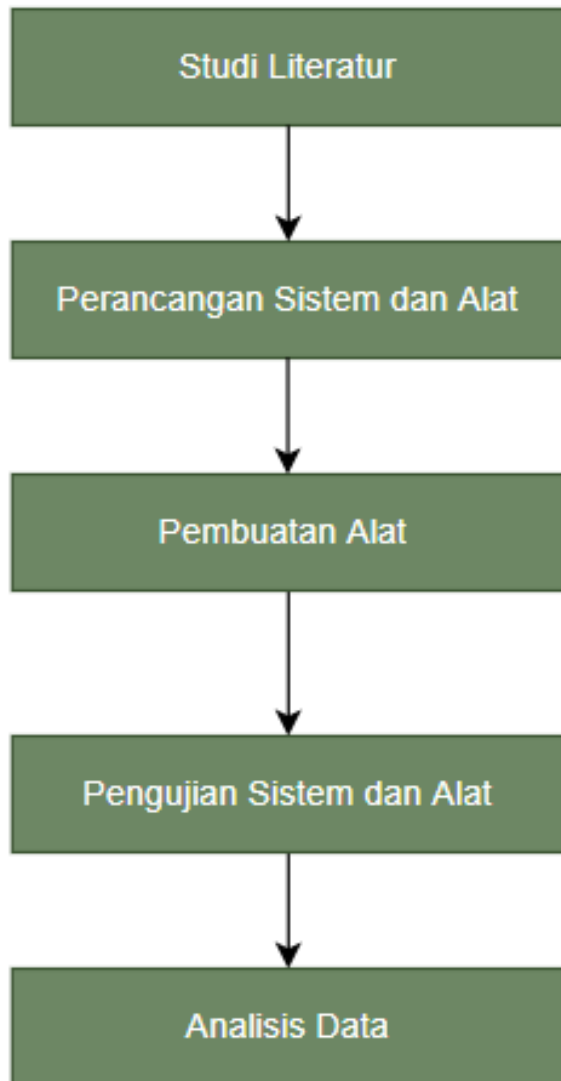 Studi Literatur
Perancangan Sistem dan Alat
Pembuatan Alat
Pengujian Sistem dan Alat
Analisis Data